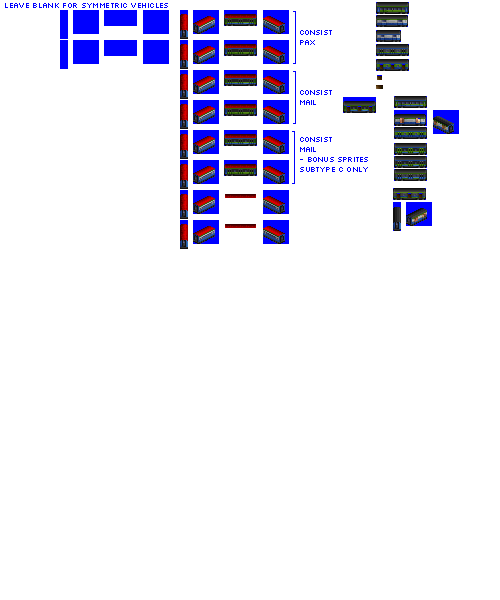 LEAVE BLANK FOR SYMMETRIC VEHICLES
CONSIST
PAX
CONSIST
MAIL
CONSIST
MAIL
- BONUS SPRITES
SUBTYPE C ONLY